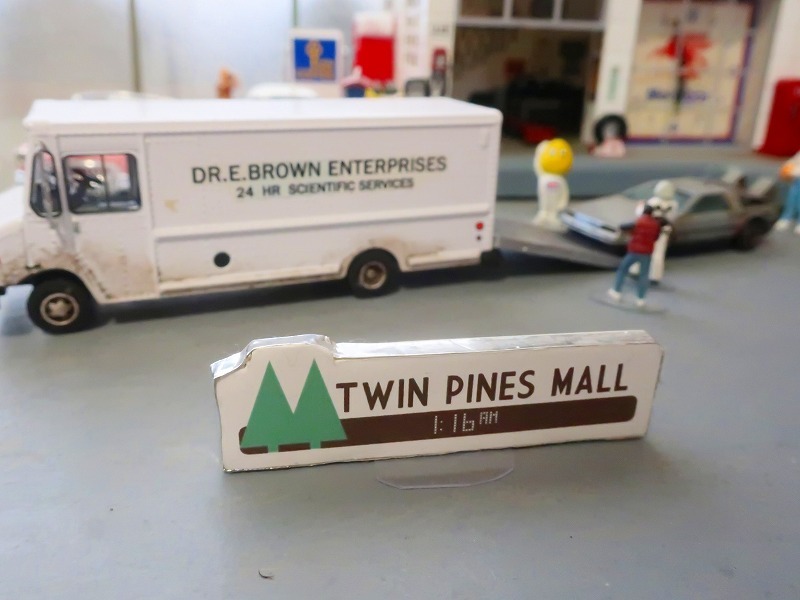 DR.E.BROWN ENTERPRISES
24 HR SCIENTIFIC SERVICES
TWIN PINES MALL
1:16 AM